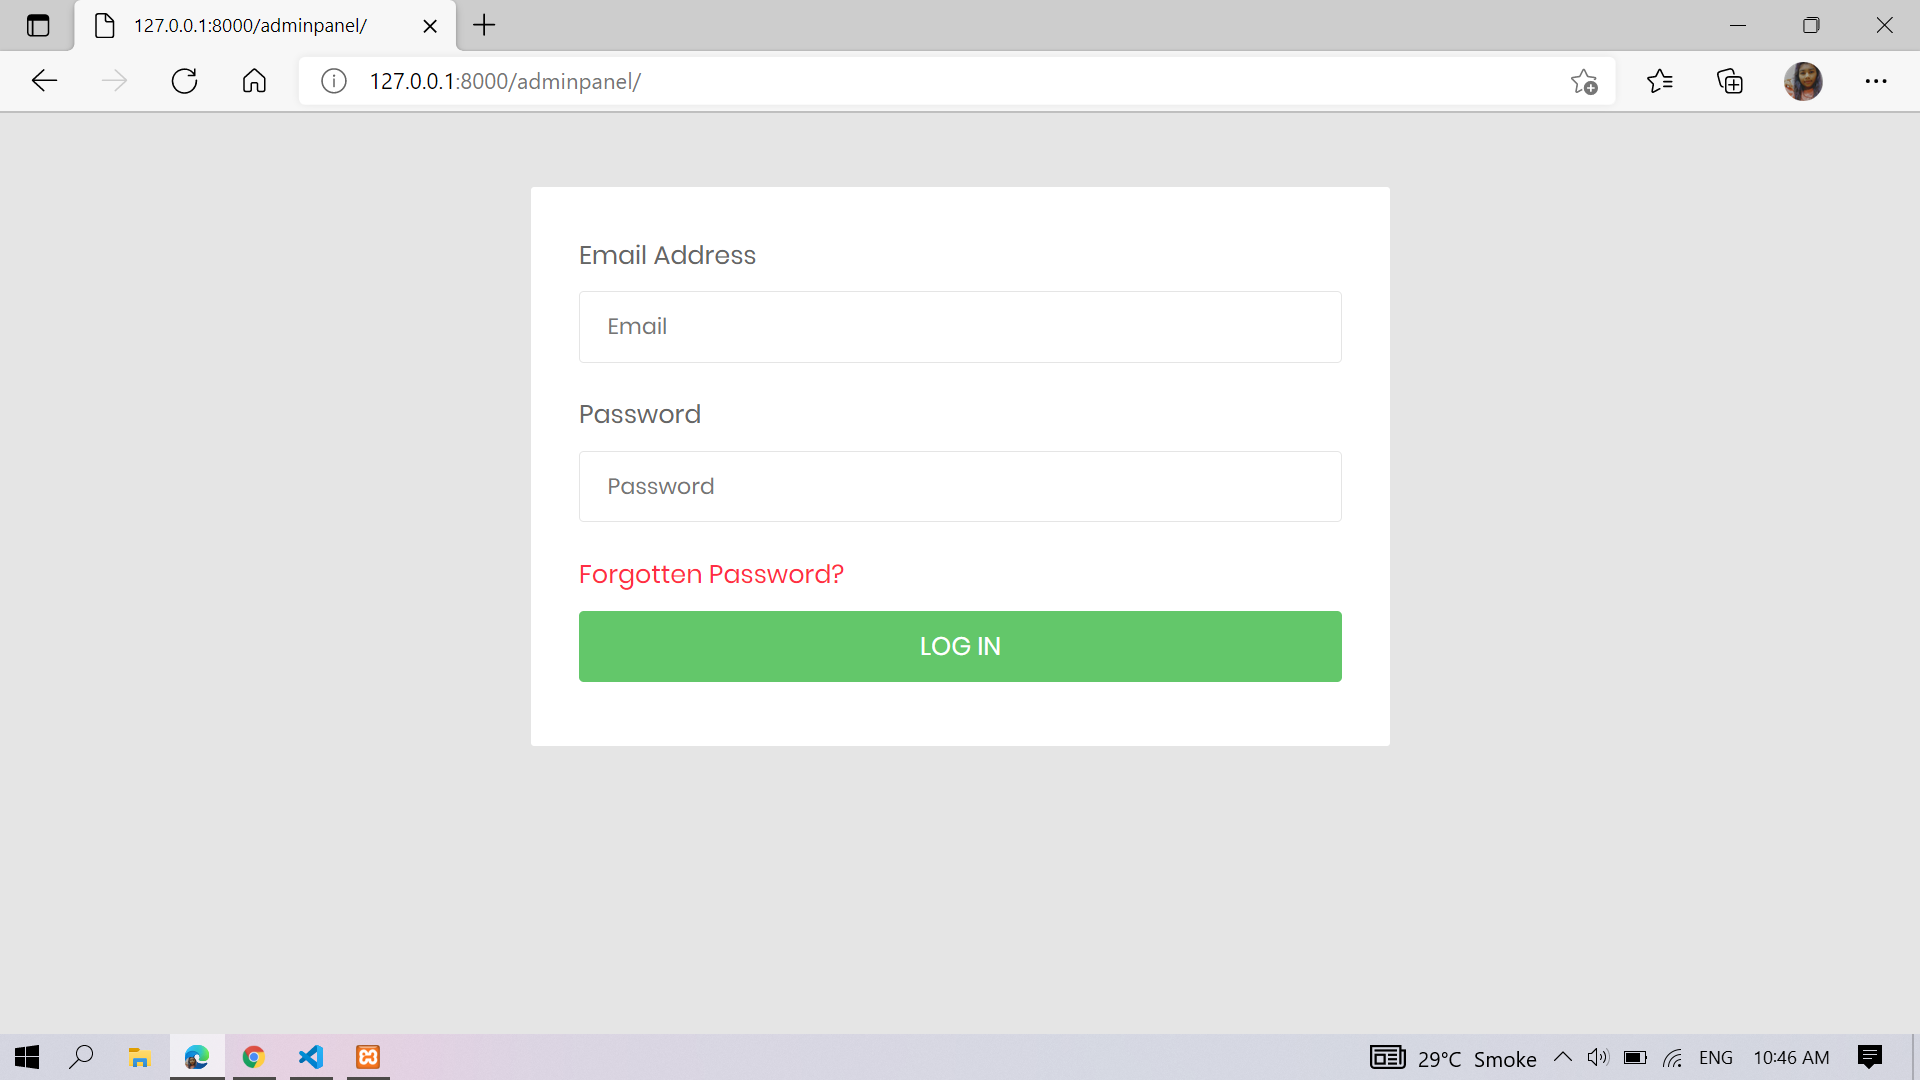 127.0.0.1:8000/adminpanel/
127.0.0.1:8000/adminpanel/
Email Address
Email
Password
Password
Forgotten Password?
LOG IN
29°C Smoke ENG 10:46 AM